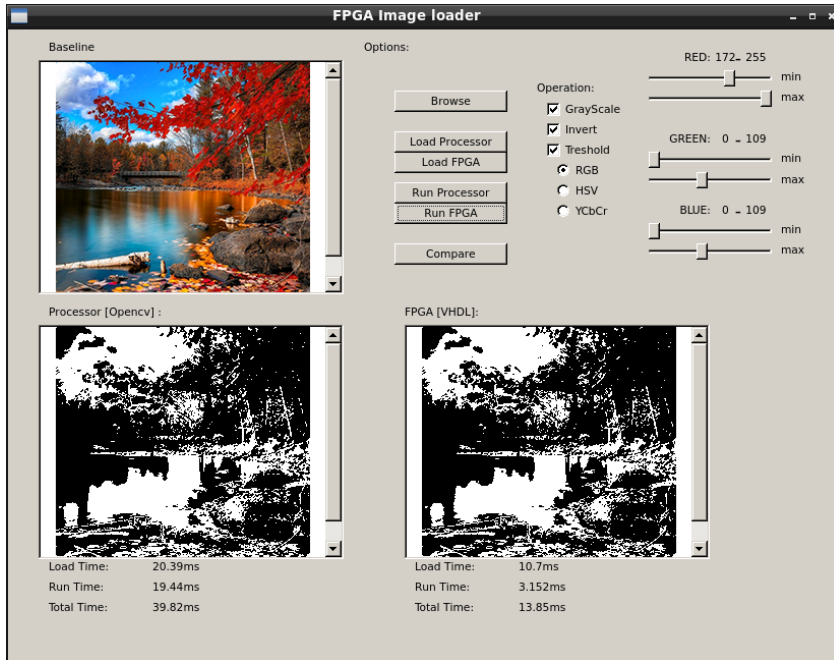 FPGA Image loader
Baseline
Options:
Browse
Load Processor
Load FPGA
Run Processor
Run FPGA
Compare
Operation:
GrayScale
Invert
Treshold
RGB
HSV
YCbCr
RED: 172- 255
min
max
GREEN: 0 - 109
min
max
BLUE: 0 - 109
min
max
Processor [Opencv] :
Load Time: 20.39ms
Run Time: 19.44ms
Total Time: 39.82ms
FPGA [VHDL]:
Load Time: 10.7ms
Run Time: 3.152ms
Total Time: 13.85ms